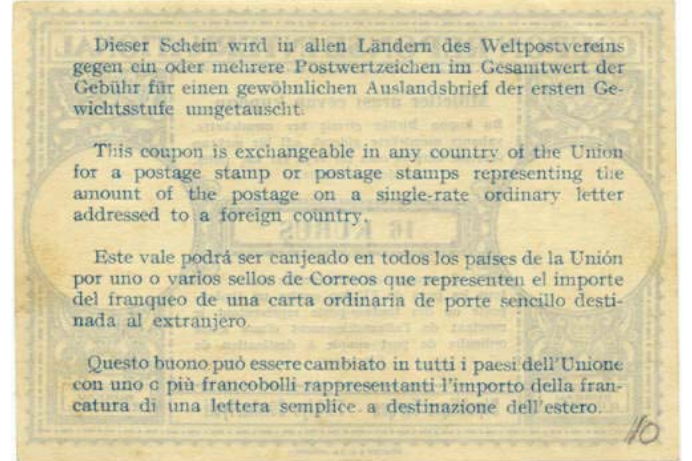 Dieser Schein wird in allen Ländern des Weltpostvereins
gegen ein oder mehrere Postwertzeichen im Gesamtwert der
Gebühr für einen gewöhnlichen Auslandsbrief der ersten Ge-
wichtsstufe umgetauscht.
This coupon is exchangeable in any country of the Union
for a postage stamp or postage stamps representing the
amount of the postage on a single-rate ordinary letter
addressed to a foreign country.
Este vale podrá ser canjeado en todos los países de la Unión
por uno o varios sellos de Correos que representen el importe
del franqueo de una carta ordinaria de porte sencillo desti-
nada al extranjero.
Questo buono può essere cambiato in tutti i paesi dell'Unione
con uno o più francobolli rappresentanti l'importo della fran-
catura di una lettera semplice a destinazione dell'estero.